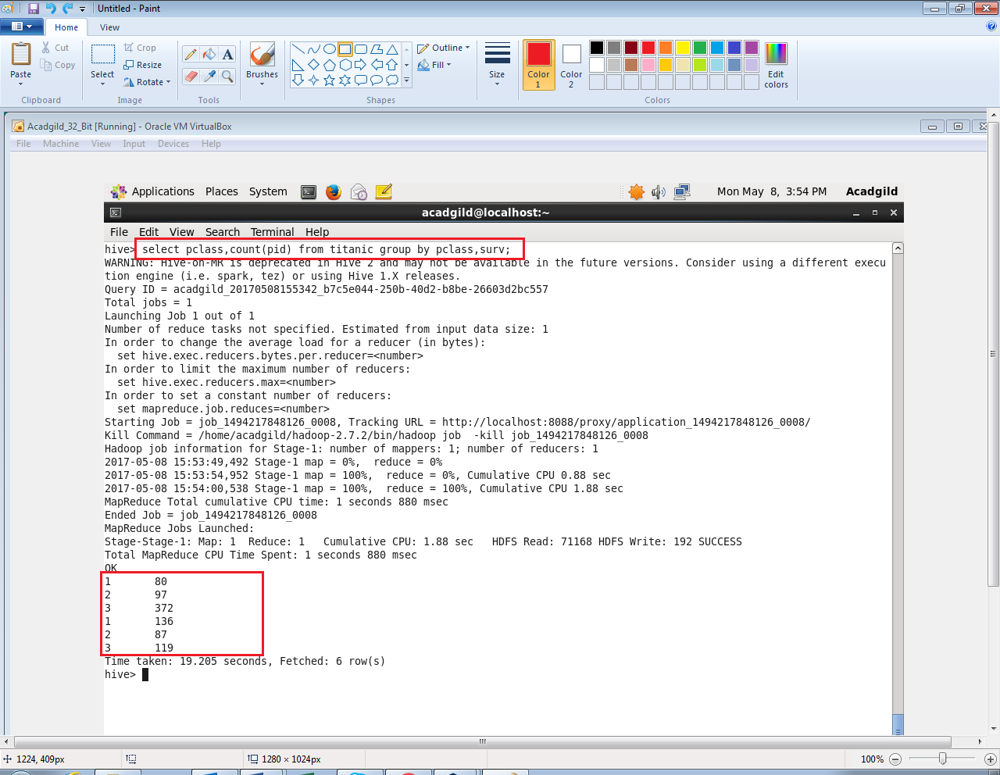 Untitled - Paint
Home View
Cut
Copy
Paste
Clipboard
Crop
Resize
Rotate
Select
Image
A
Tools
Brushes
Outline
Fill
Shapes
Size
Color 1
Color 2
Edit colors
Colors
Acadgild_32_Bit [Running] - Oracle VM VirtualBox
File Machine View Input Devices Help
Applications Places System Mon May 8, 3:54 PM Acadgild
acadgild@localhost:~
File Edit View Search Terminal Help
hive> select pclass,count(pid) from titanic group by pclass,surv;
WARNING: Hive-on-MR is deprecated in Hive 2 and may not be available in the future versions. Consider using a different execu
tion engine (i.e. spark, tez) or using Hive 1.X releases.
Query ID = acadgild_20170508155342_b7c5e044-250b-40d2-b8be-26603d2bc557
Total jobs = 1
Launching Job 1 out of 1
Number of reduce tasks not specified. Estimated from input data size: 1
In order to change the average load for a reducer (in bytes):
  set hive.exec.reducers.bytes.per.reducer=<number>
In order to limit the maximum number of reducers:
  set hive.exec.reducers.max=<number>
In order to set a constant number of reducers:
  set mapreduce.job.reduces=<number>
Starting Job = job_1494217848126_0008, Tracking URL = http://localhost:8088/proxy/application_1494217848126_0008/
Kill Command = /home/acadgild/hadoop-2.7.2/bin/hadoop job  -kill job_1494217848126_0008
Hadoop job information for Stage-1: number of mappers: 1; number of reducers: 1
2017-05-08 15:53:49,492 Stage-1 map = 0%,  reduce = 0%
2017-05-08 15:53:54,952 Stage-1 map = 100%,  reduce = 0%, Cumulative CPU 0.88 sec
2017-05-08 15:54:00,538 Stage-1 map = 100%,  reduce = 100%, Cumulative CPU 1.88 sec
MapReduce Total cumulative CPU time: 1 seconds 880 msec
Ended Job = job_1494217848126_0008
MapReduce Jobs Launched:
Stage-Stage-1: Map: 1  Reduce: 1   Cumulative CPU: 1.88 sec   HDFS Read: 71168 HDFS Write: 192 SUCCESS
Total MapReduce CPU Time Spent: 1 seconds 880 msec
OK
1 80
2 97
3 372
1 136
2 87
3 119
Time taken: 19.205 seconds, Fetched: 6 row(s)
hive>
1224, 409px 1280 × 1024px 100%